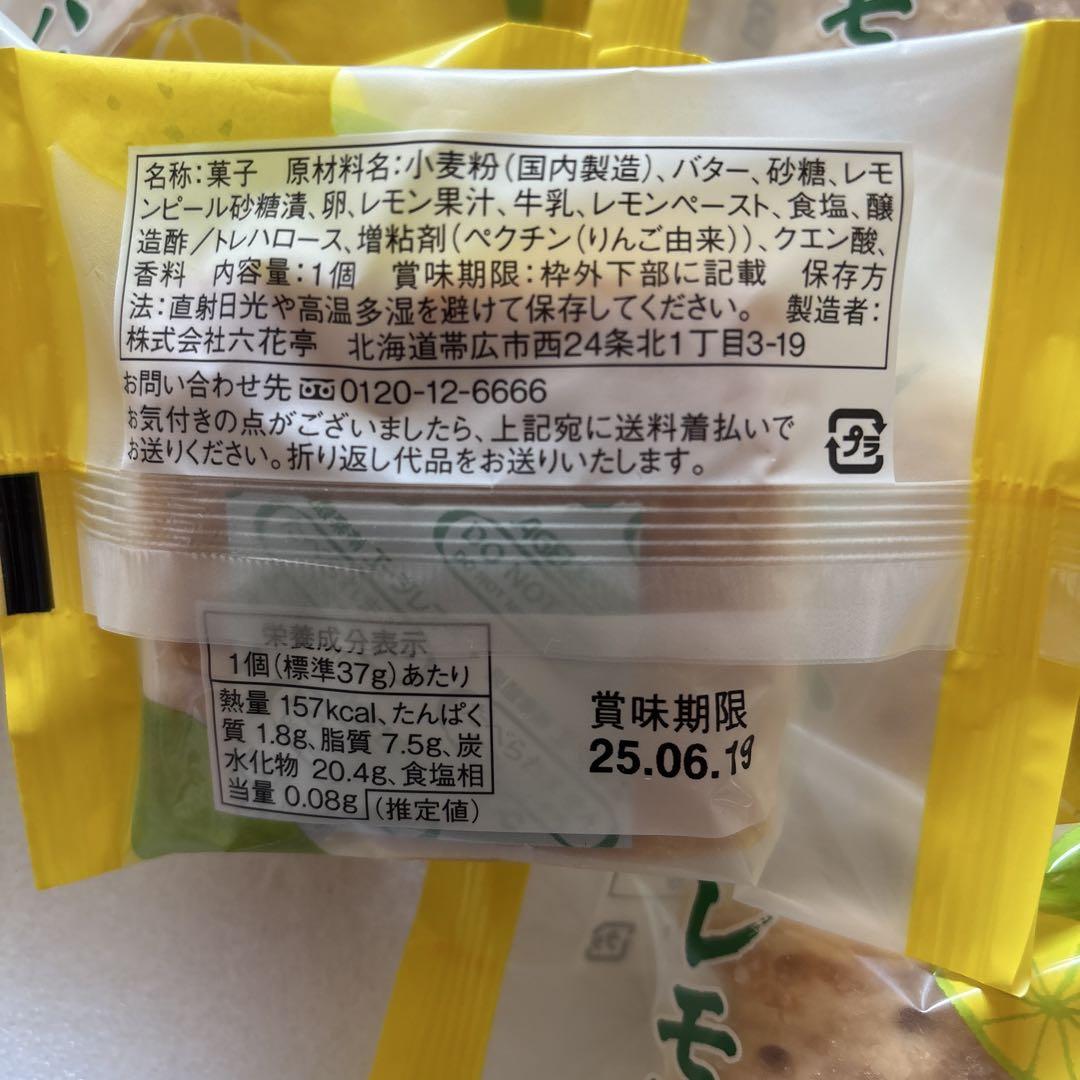 名称:菓子 原材料名:小麦粉(国内製造)、バター、砂糖、レモ
ンピール砂糖漬、卵、レモン果汁、牛乳、レモンペースト、食塩、醸
造酢/トレハロース、増粘剤(ペクチン(りんご由来))、クエン酸、
香料 内容量:1個 賞味期限:枠外下部に記載 保存方
法:直射日光や高温多湿を避けて保存してください。 製造者:
株式会社六花亭 北海道帯広市西24条北1丁目3-19
お問い合わせ先 0120-12-6666
お気付きの点がございましたら、上記宛に送料着払いで
お送りください。折り返し代品をお送りいたします。
プラ
AGE
DO NOT
栄養成分表示
1個(標準37g)あたり
熱量 157kcal、たんぱく
質 1.8g、脂質 7.5g、炭
水化物 20.4g、食塩相
当量 0.08g (推定値)
賞味期限
25.06.19
レモ
モ